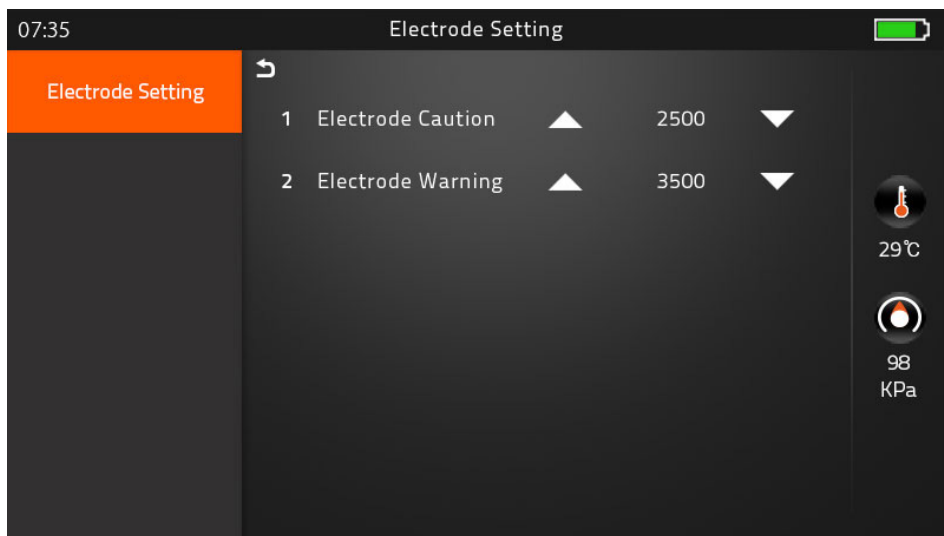 07:35 Electrode Setting
Electrode Setting
1 Electrode Caution 2500
2 Electrode Warning 3500
29℃
98
KPa